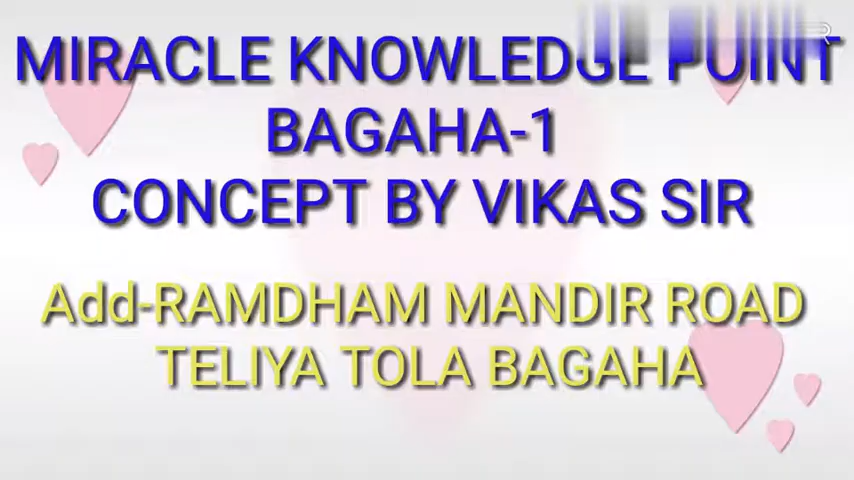 MIRACLE KNOWLEDGE POINT
BAGAHA-1
CONCEPT BY VIKAS SIR
Add-RAMDHAM MANDIR ROAD
TELIYA TOLA BAGAHA